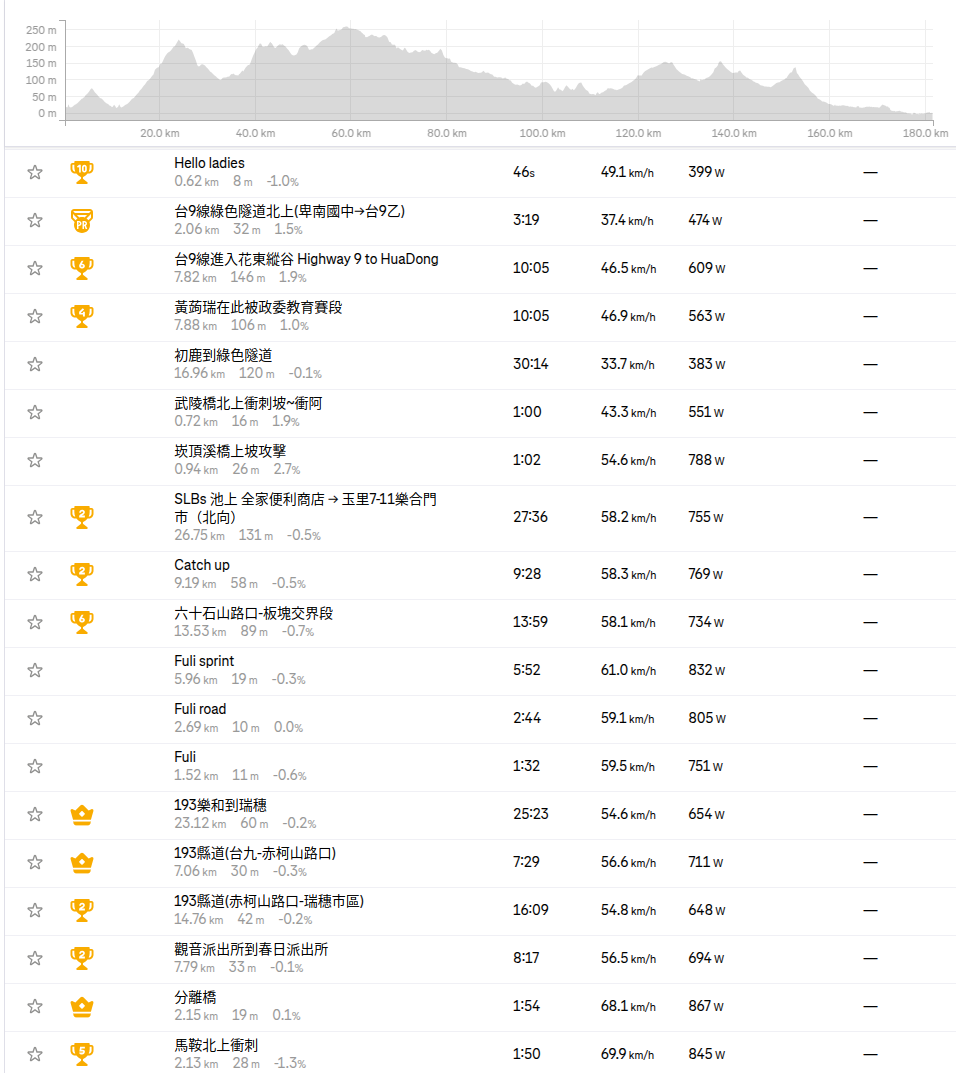 250 m
200 m
150 m
100 m
50 m
0 m
20.0 km 40.0 km 60.0 km 80.0 km 100.0 km 120.0 km 140.0 km 160.0 km 180.0 km
10
Hello ladies
0.62 km 8 m -1.0%
46s 49.1 km/h 399 W —
PR
台9線綠色隧道北上(卑南國中→台9乙)
2.06 km 32 m 1.5%
3:19 37.4 km/h 474 W —
6
台9線進入花東縱谷 Highway 9 to HuaDong
7.82 km 146 m 1.9%
10:05 46.5 km/h 609 W —
4
黃蒟瑞在此被政委教育賽段
7.88 km 106 m 1.0%
10:05 46.9 km/h 563 W —
初鹿到綠色隧道
16.96 km 120 m -0.1%
30:14 33.7 km/h 383 W —
武陵橋北上衝刺坡~衝阿
0.72 km 16 m 1.9%
1:00 43.3 km/h 551 W —
崁頂溪橋上坡攻擊
0.94 km 26 m 2.7%
1:02 54.6 km/h 788 W —
2
SLBs 池上 全家便利商店 → 玉里7-11樂合門
市（北向）
26.75 km 131 m -0.5%
27:36 58.2 km/h 755 W —
2
Catch up
9.19 km 58 m -0.5%
9:28 58.3 km/h 769 W —
6
六十石山路口-板塊交界段
13.53 km 89 m -0.7%
13:59 58.1 km/h 734 W —
Fuli sprint
5.96 km 19 m -0.3%
5:52 61.0 km/h 832 W —
Fuli road
2.69 km 10 m 0.0%
2:44 59.1 km/h 805 W —
Fuli
1.52 km 11 m -0.6%
1:32 59.5 km/h 751 W —
193樂和到瑞穗
23.12 km 60 m -0.2%
25:23 54.6 km/h 654 W —
193縣道(台九-赤柯山路口)
7.06 km 30 m -0.3%
7:29 56.6 km/h 711 W —
2
193縣道(赤柯山路口-瑞穗市區)
14.76 km 42 m -0.2%
16:09 54.8 km/h 648 W —
2
觀音派出所到春日派出所
7.79 km 33 m -0.1%
8:17 56.5 km/h 694 W —
分離橋
2.15 km 19 m 0.1%
1:54 68.1 km/h 867 W —
5
馬鞍北上衝刺
2.13 km 28 m -1.3%
1:50 69.9 km/h 845 W —